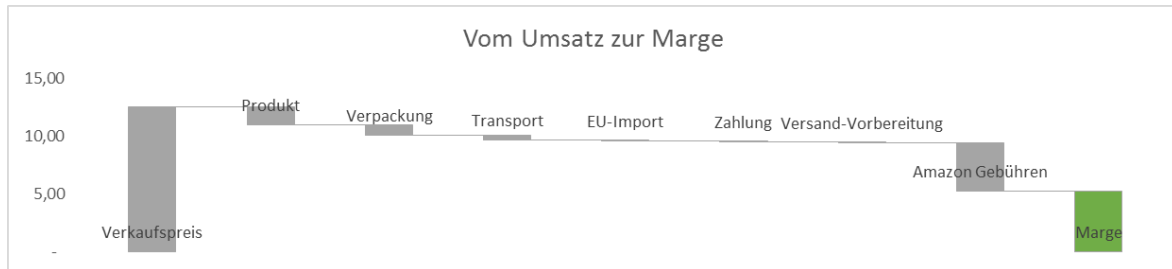 Vom Umsatz zur Marge
15,00
10,00
5,00
-
Verkaufspreis
Produkt
Verpackung
Transport
EU-Import
Zahlung
Versand-Vorbereitung
Amazon Gebühren
Marge